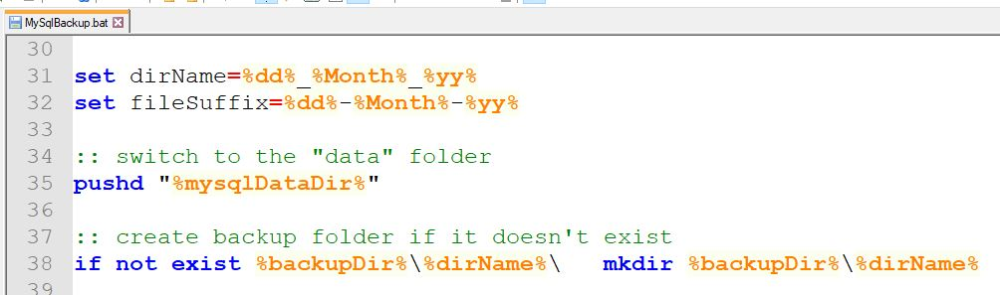 MySqlBackup.bat
30
31 set dirName=%dd%_%Month%_%yy%
32 set fileSuffix=%dd%-%Month%-%yy%
33
34 :: switch to the "data" folder
35 pushd "%mysqlDataDir%"
36
37 :: create backup folder if it doesn't exist
38 if not exist %backupDir%\%dirName%\   mkdir %backupDir%\%dirName%
39